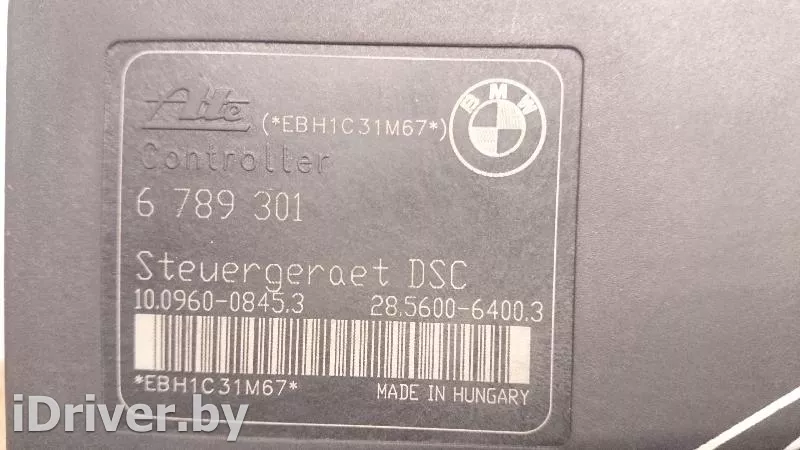 Ate (*EBH1C31M67*) BMW
Controller
6 789 301
Steuergeraet DSC
10.0960-0845.3 28.5600-6400.3
*EBH1C31M67* MADE IN HUNGARY
iDriver.by